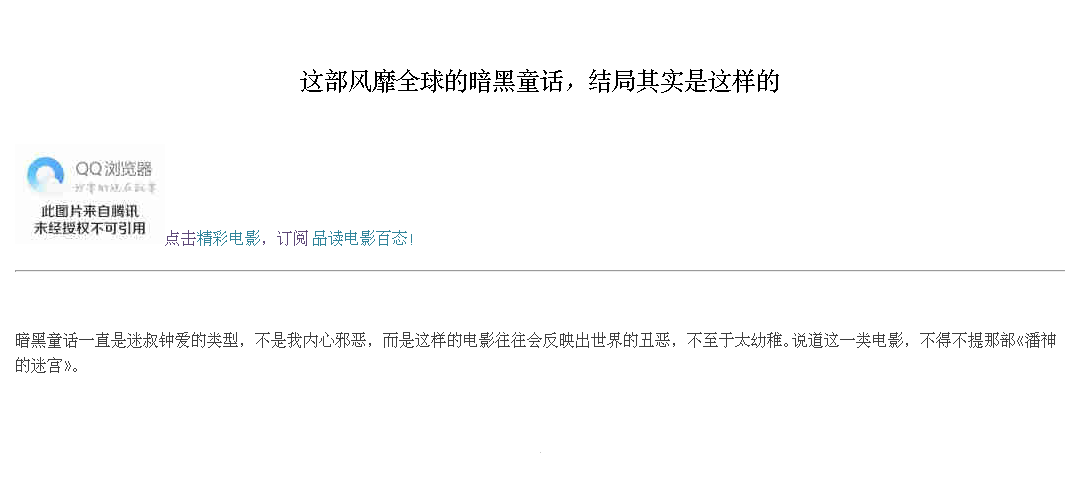 这部风靡全球的暗黑童话，结局其实是这样的
QQ浏览器
此图片来自腾讯
未经授权不可引用
点击精彩电影，订阅 品读电影百态！
暗黑童话一直是迷叔钟爱的类型，不是我内心邪恶，而是这样的电影往往会反映出世界的丑恶，不至于太幼稚。说道这一类电影，不得不提那部《潘神
的迷宫》。